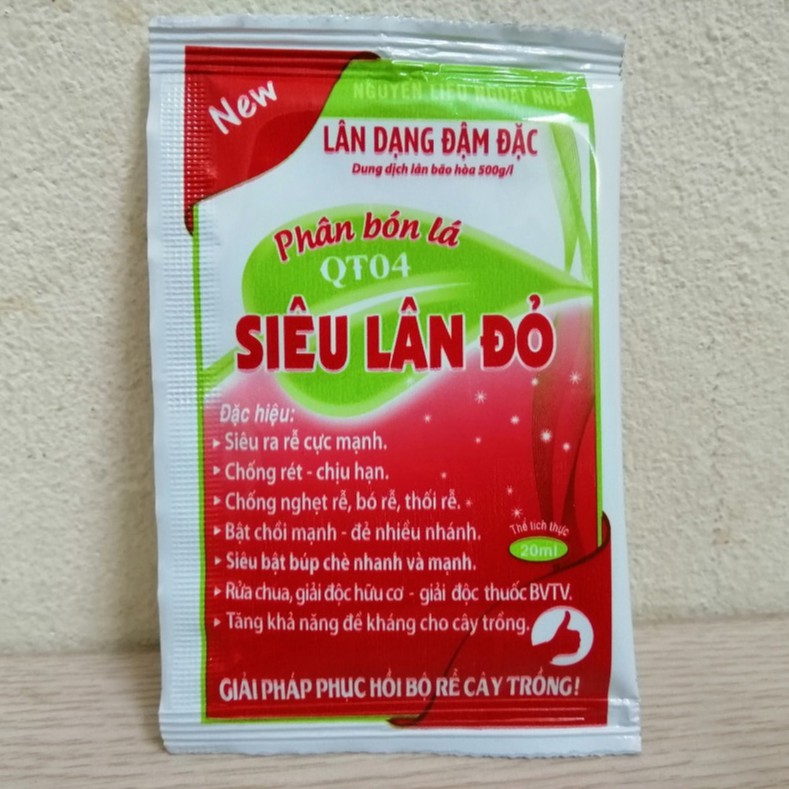 New
NGUYÊN LIỆU NGOẠI NHẬP
LÂN DẠNG ĐẬM ĐẶC
Dung dịch lân bão hòa 500g/l
Phân bón lá
QT04
SIÊU LÂN ĐỎ
Đặc hiệu:
Siêu ra rễ cực mạnh.
Chống rét - chịu hạn.
Chống nghẹt rễ, bó rễ, thối rễ.
Bật chồi mạnh - đẻ nhiều nhánh.
Siêu bật búp chè nhanh và mạnh.
Rửa chua, giải độc hữu cơ - giải độc thuốc BVTV.
Tăng khả năng đề kháng cho cây trồng.
Thể tích thực
20ml
GIẢI PHÁP PHỤC HỒI BỘ RỄ CÂY TRỒNG!